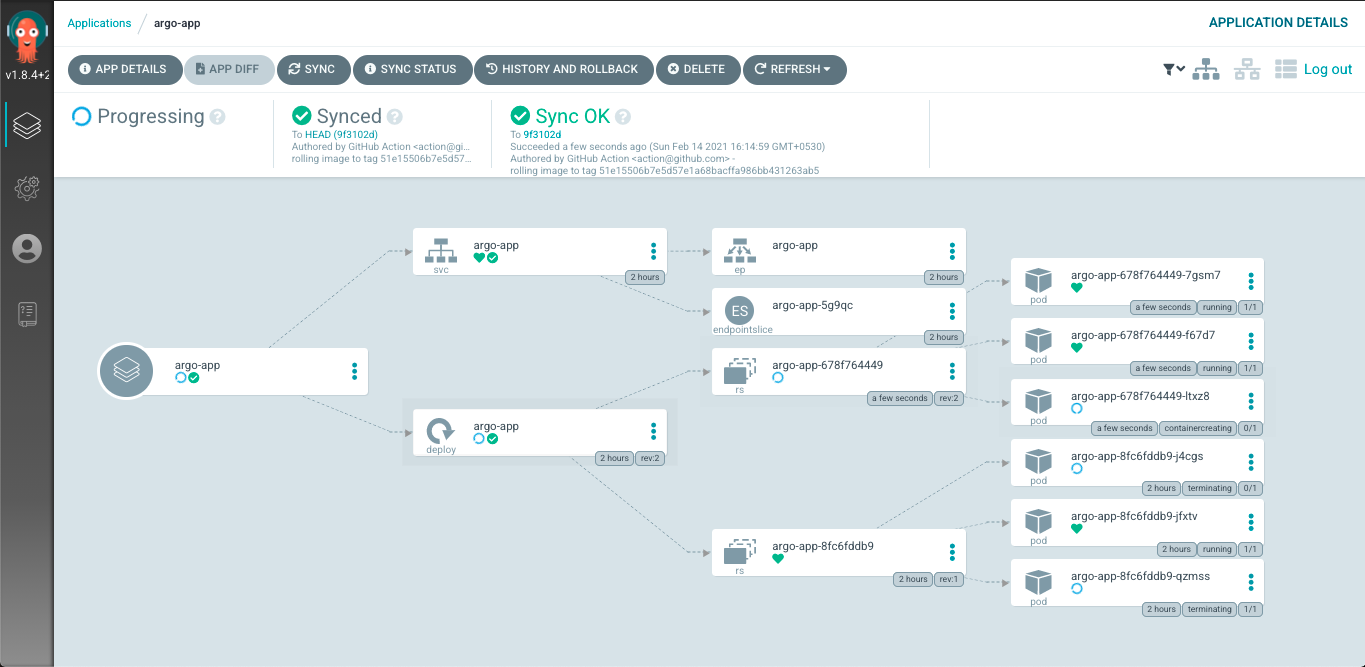 Applications / argo-app
APPLICATION DETAILS
v1.8.4+2
APP DETAILS
APP DIFF
SYNC
SYNC STATUS
HISTORY AND ROLLBACK
DELETE
REFRESH
Log out
Progressing
Synced
To HEAD (9f3102d)
Authored by GitHub Action <action@gi...
rolling image to tag 51e15506b7e5d57...
Sync OK
To 9f3102d
Succeeded a few seconds ago (Sun Feb 14 2021 16:14:59 GMT+0530)
Authored by GitHub Action <action@github.com> -
rolling image to tag 51e15506b7e5d57e1a68bacffa986bb431263ab5
argo-app
argo-app
svc
2 hours
argo-app
deploy
2 hours rev:2
argo-app
ep
2 hours
ES
argo-app-5g9qc
endpointslice
2 hours
argo-app-678f764449
rs
a few seconds rev:2
argo-app-8fc6fddb9
rs
2 hours rev:1
argo-app-678f764449-7gsm7
pod
a few seconds running 1/1
argo-app-678f764449-f67d7
pod
a few seconds running 1/1
argo-app-678f764449-ltxz8
pod
a few seconds containercreating 0/1
argo-app-8fc6fddb9-j4cgs
pod
2 hours terminating 0/1
argo-app-8fc6fddb9-jfxtv
pod
2 hours running 1/1
argo-app-8fc6fddb9-qzmss
pod
2 hours terminating 1/1